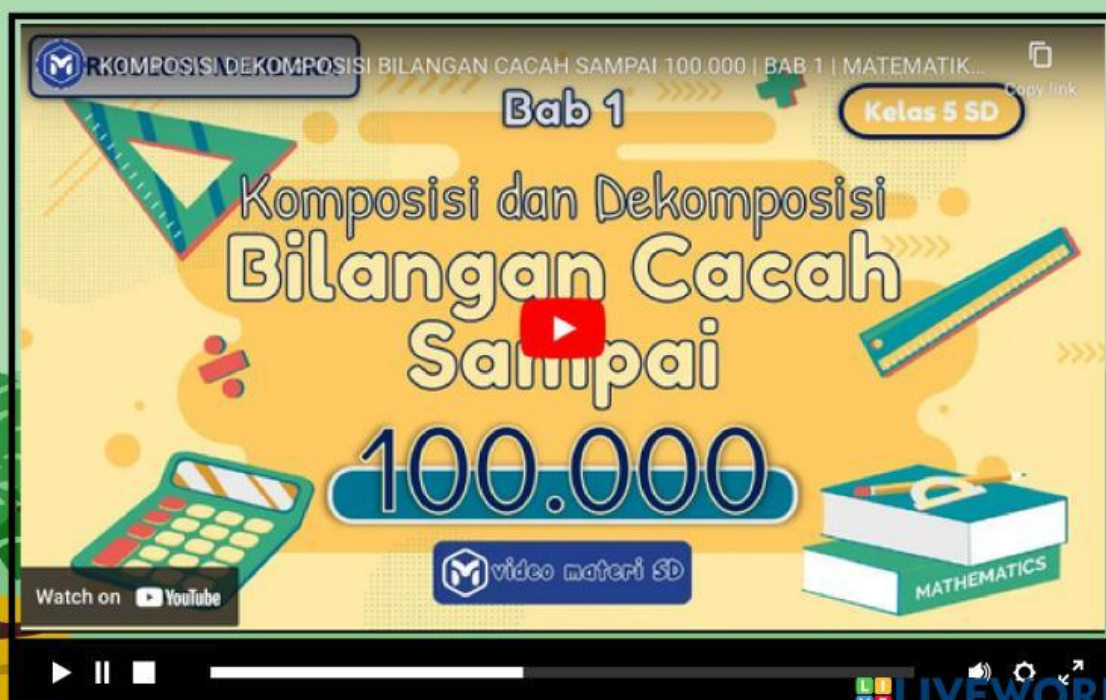 KOMPOSISI DEKOMPOSISI BILANGAN CACAH SAMPAI 100.000 | BAB 1 | MATEMATIK...
Copy link
Bab 1
Kelas 5 SD
Komposisi dan Dekomposisi
Bilangan Cacah
Sampai
100.000
video materi SD
MATHEMATICS
Watch on YouTube